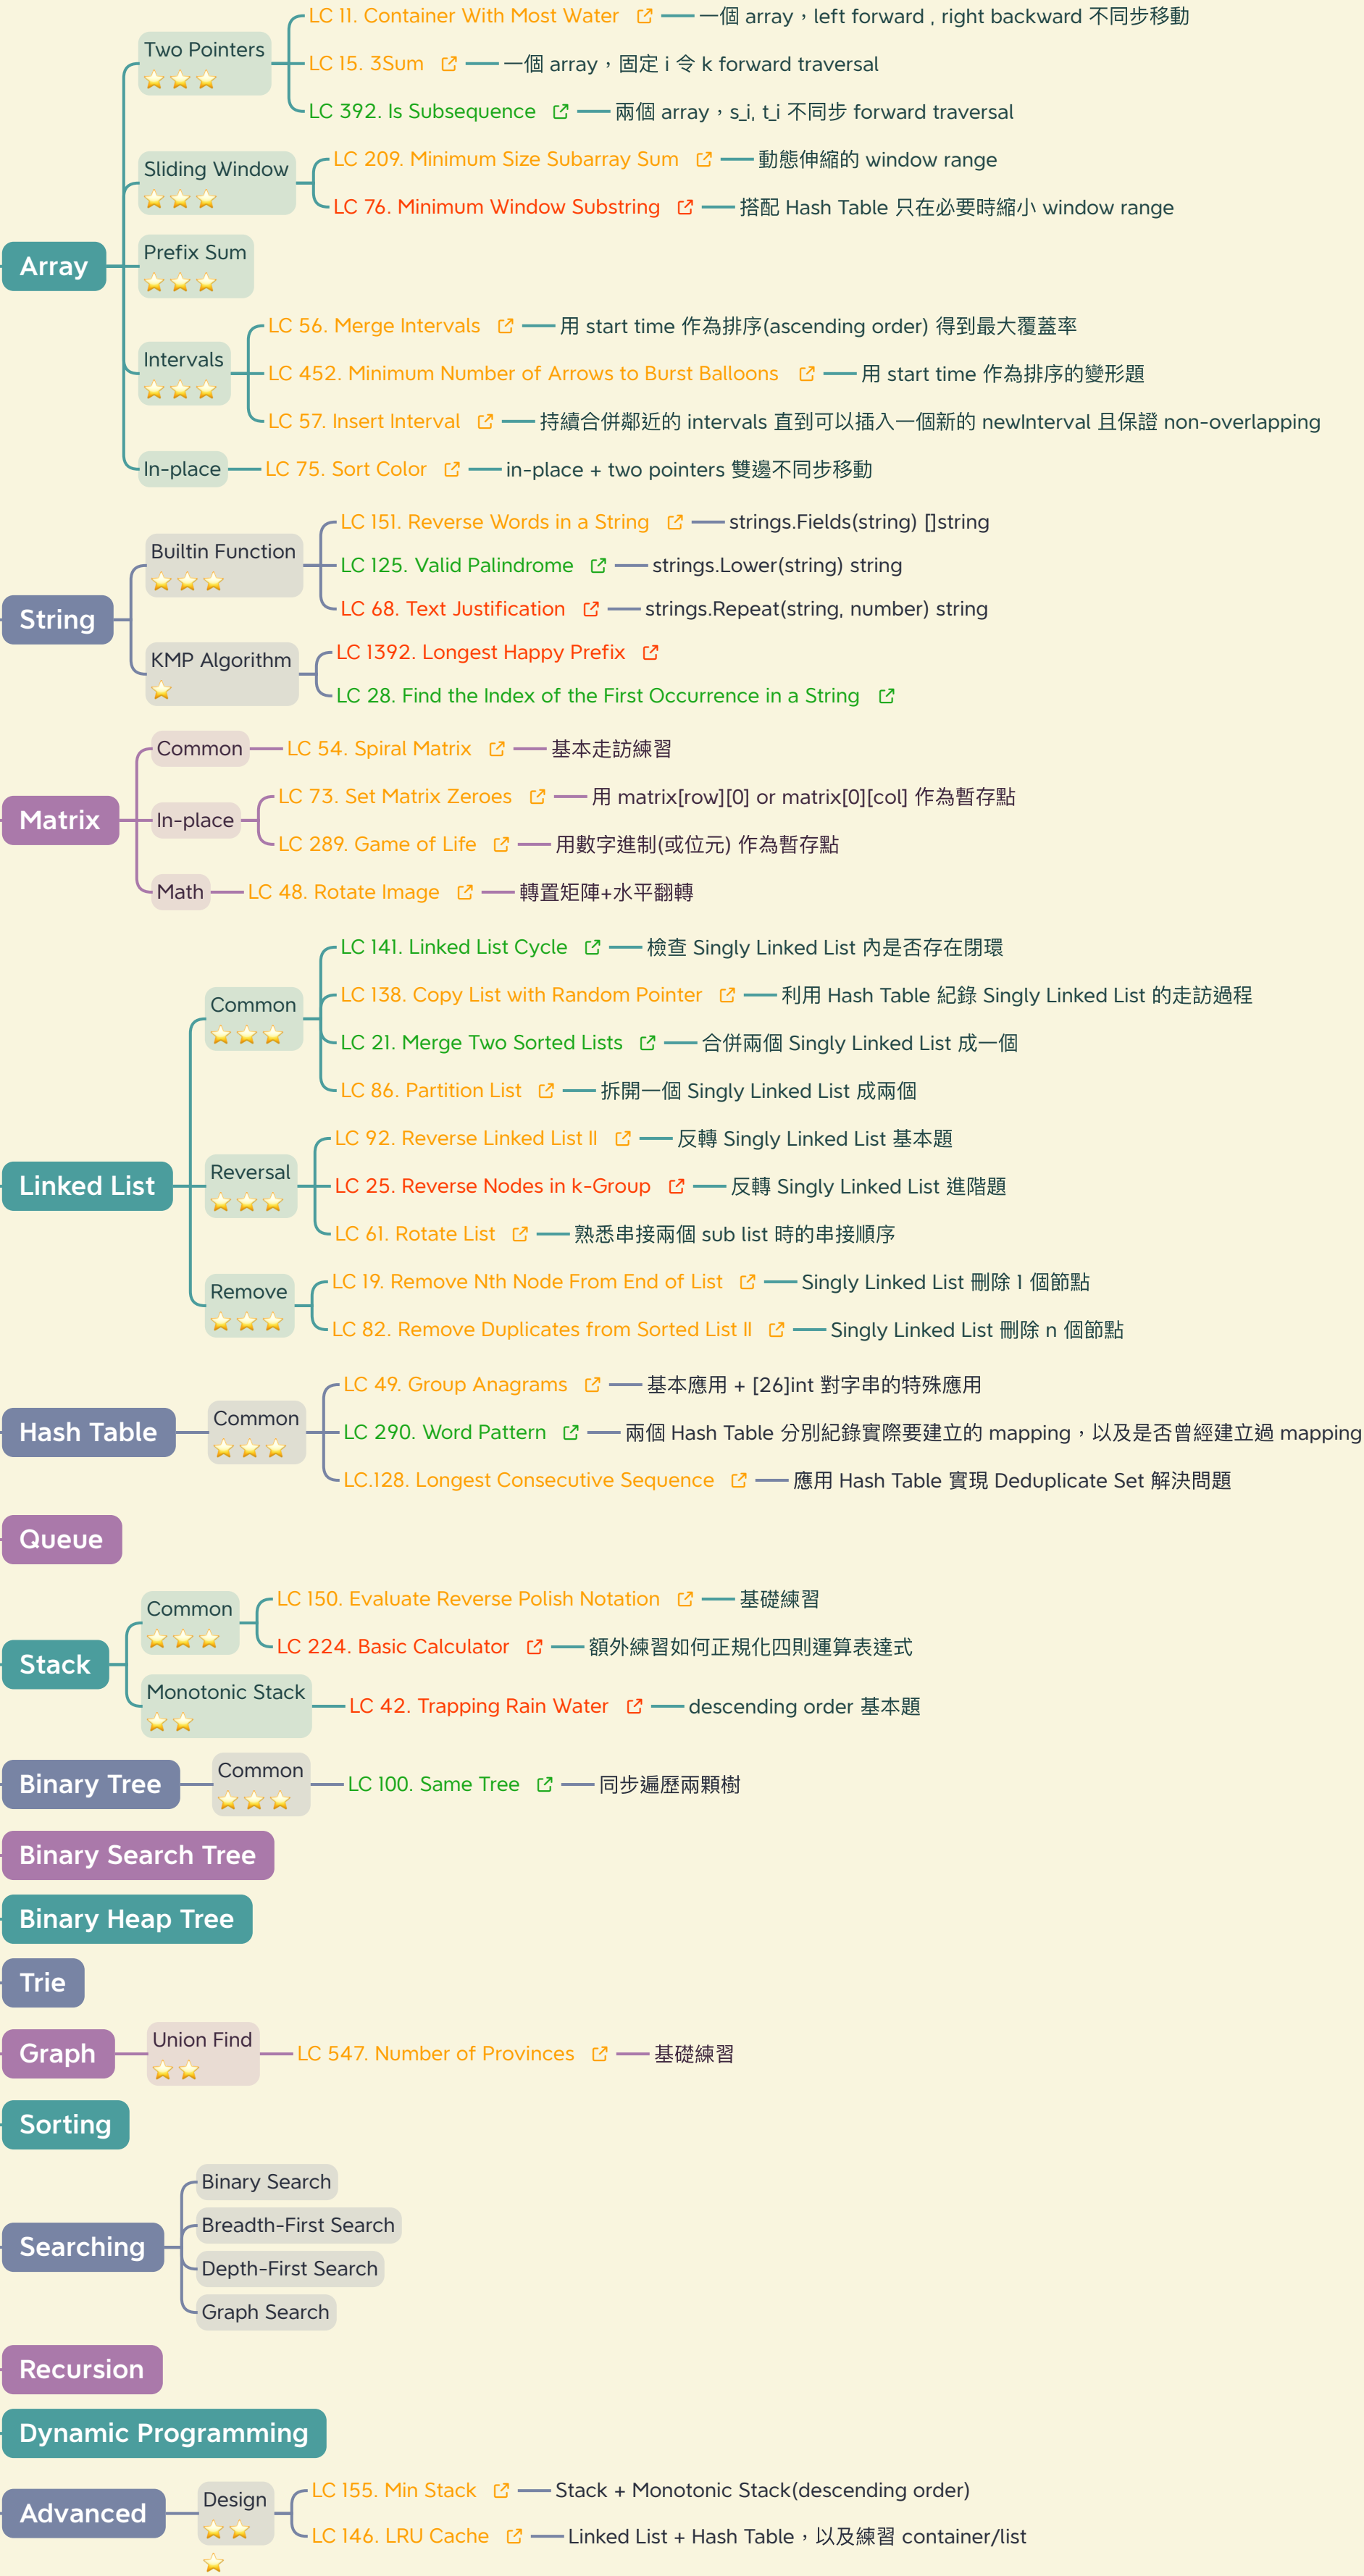 Array
Two Pointers
LC 11. Container With Most Water 一個 array，left forward , right backward 不同步移動
LC 15. 3Sum 一個 array，固定 i 令 k forward traversal
LC 392. Is Subsequence 兩個 array，s_i, t_i 不同步 forward traversal
Sliding Window
LC 209. Minimum Size Subarray Sum 動態伸縮的 window range
LC 76. Minimum Window Substring 搭配 Hash Table 只在必要時縮小 window range
Prefix Sum
Intervals
LC 56. Merge Intervals 用 start time 作為排序(ascending order) 得到最大覆蓋率
LC 452. Minimum Number of Arrows to Burst Balloons 用 start time 作為排序的變形題
LC 57. Insert Interval 持續合併鄰近的 intervals 直到可以插入一個新的 newInterval 且保證 non-overlapping
In-place
LC 75. Sort Color in-place + two pointers 雙邊不同步移動
String
Builtin Function
LC 151. Reverse Words in a String strings.Fields(string) []string
LC 125. Valid Palindrome strings.Lower(string) string
LC 68. Text Justification strings.Repeat(string, number) string
KMP Algorithm
LC 1392. Longest Happy Prefix
LC 28. Find the Index of the First Occurrence in a String
Matrix
Common
LC 54. Spiral Matrix 基本走訪練習
In-place
LC 73. Set Matrix Zeroes 用 matrix[row][0] or matrix[0][col] 作為暫存點
LC 289. Game of Life 用數字進制(或位元) 作為暫存點
Math
LC 48. Rotate Image 轉置矩陣+水平翻轉
Linked List
Common
LC 141. Linked List Cycle 檢查 Singly Linked List 內是否存在閉環
LC 138. Copy List with Random Pointer 利用 Hash Table 紀錄 Singly Linked List 的走訪過程
LC 21. Merge Two Sorted Lists 合併兩個 Singly Linked List 成一個
LC 86. Partition List 拆開一個 Singly Linked List 成兩個
Reversal
LC 92. Reverse Linked List II 反轉 Singly Linked List 基本題
LC 25. Reverse Nodes in k-Group 反轉 Singly Linked List 進階題
LC 61. Rotate List 熟悉串接兩個 sub list 時的串接順序
Remove
LC 19. Remove Nth Node From End of List Singly Linked List 刪除 1 個節點
LC 82. Remove Duplicates from Sorted List II Singly Linked List 刪除 n 個節點
Hash Table
Common
LC 49. Group Anagrams 基本應用 + [26]int 對字串的特殊應用
LC 290. Word Pattern 兩個 Hash Table 分別紀錄實際要建立的 mapping，以及是否曾經建立過 mapping
LC.128. Longest Consecutive Sequence 應用 Hash Table 實現 Deduplicate Set 解決問題
Queue
Stack
Common
LC 150. Evaluate Reverse Polish Notation 基礎練習
LC 224. Basic Calculator 額外練習如何正規化四則運算表達式
Monotonic Stack
LC 42. Trapping Rain Water descending order 基本題
Binary Tree
Common
LC 100. Same Tree 同步遍歷兩顆樹
Binary Search Tree
Binary Heap Tree
Trie
Graph
Union Find
LC 547. Number of Provinces 基礎練習
Sorting
Searching
Binary Search
Breadth-First Search
Depth-First Search
Graph Search
Recursion
Dynamic Programming
Advanced
Design
LC 155. Min Stack Stack + Monotonic Stack(descending order)
LC 146. LRU Cache Linked List + Hash Table，以及練習 container/list